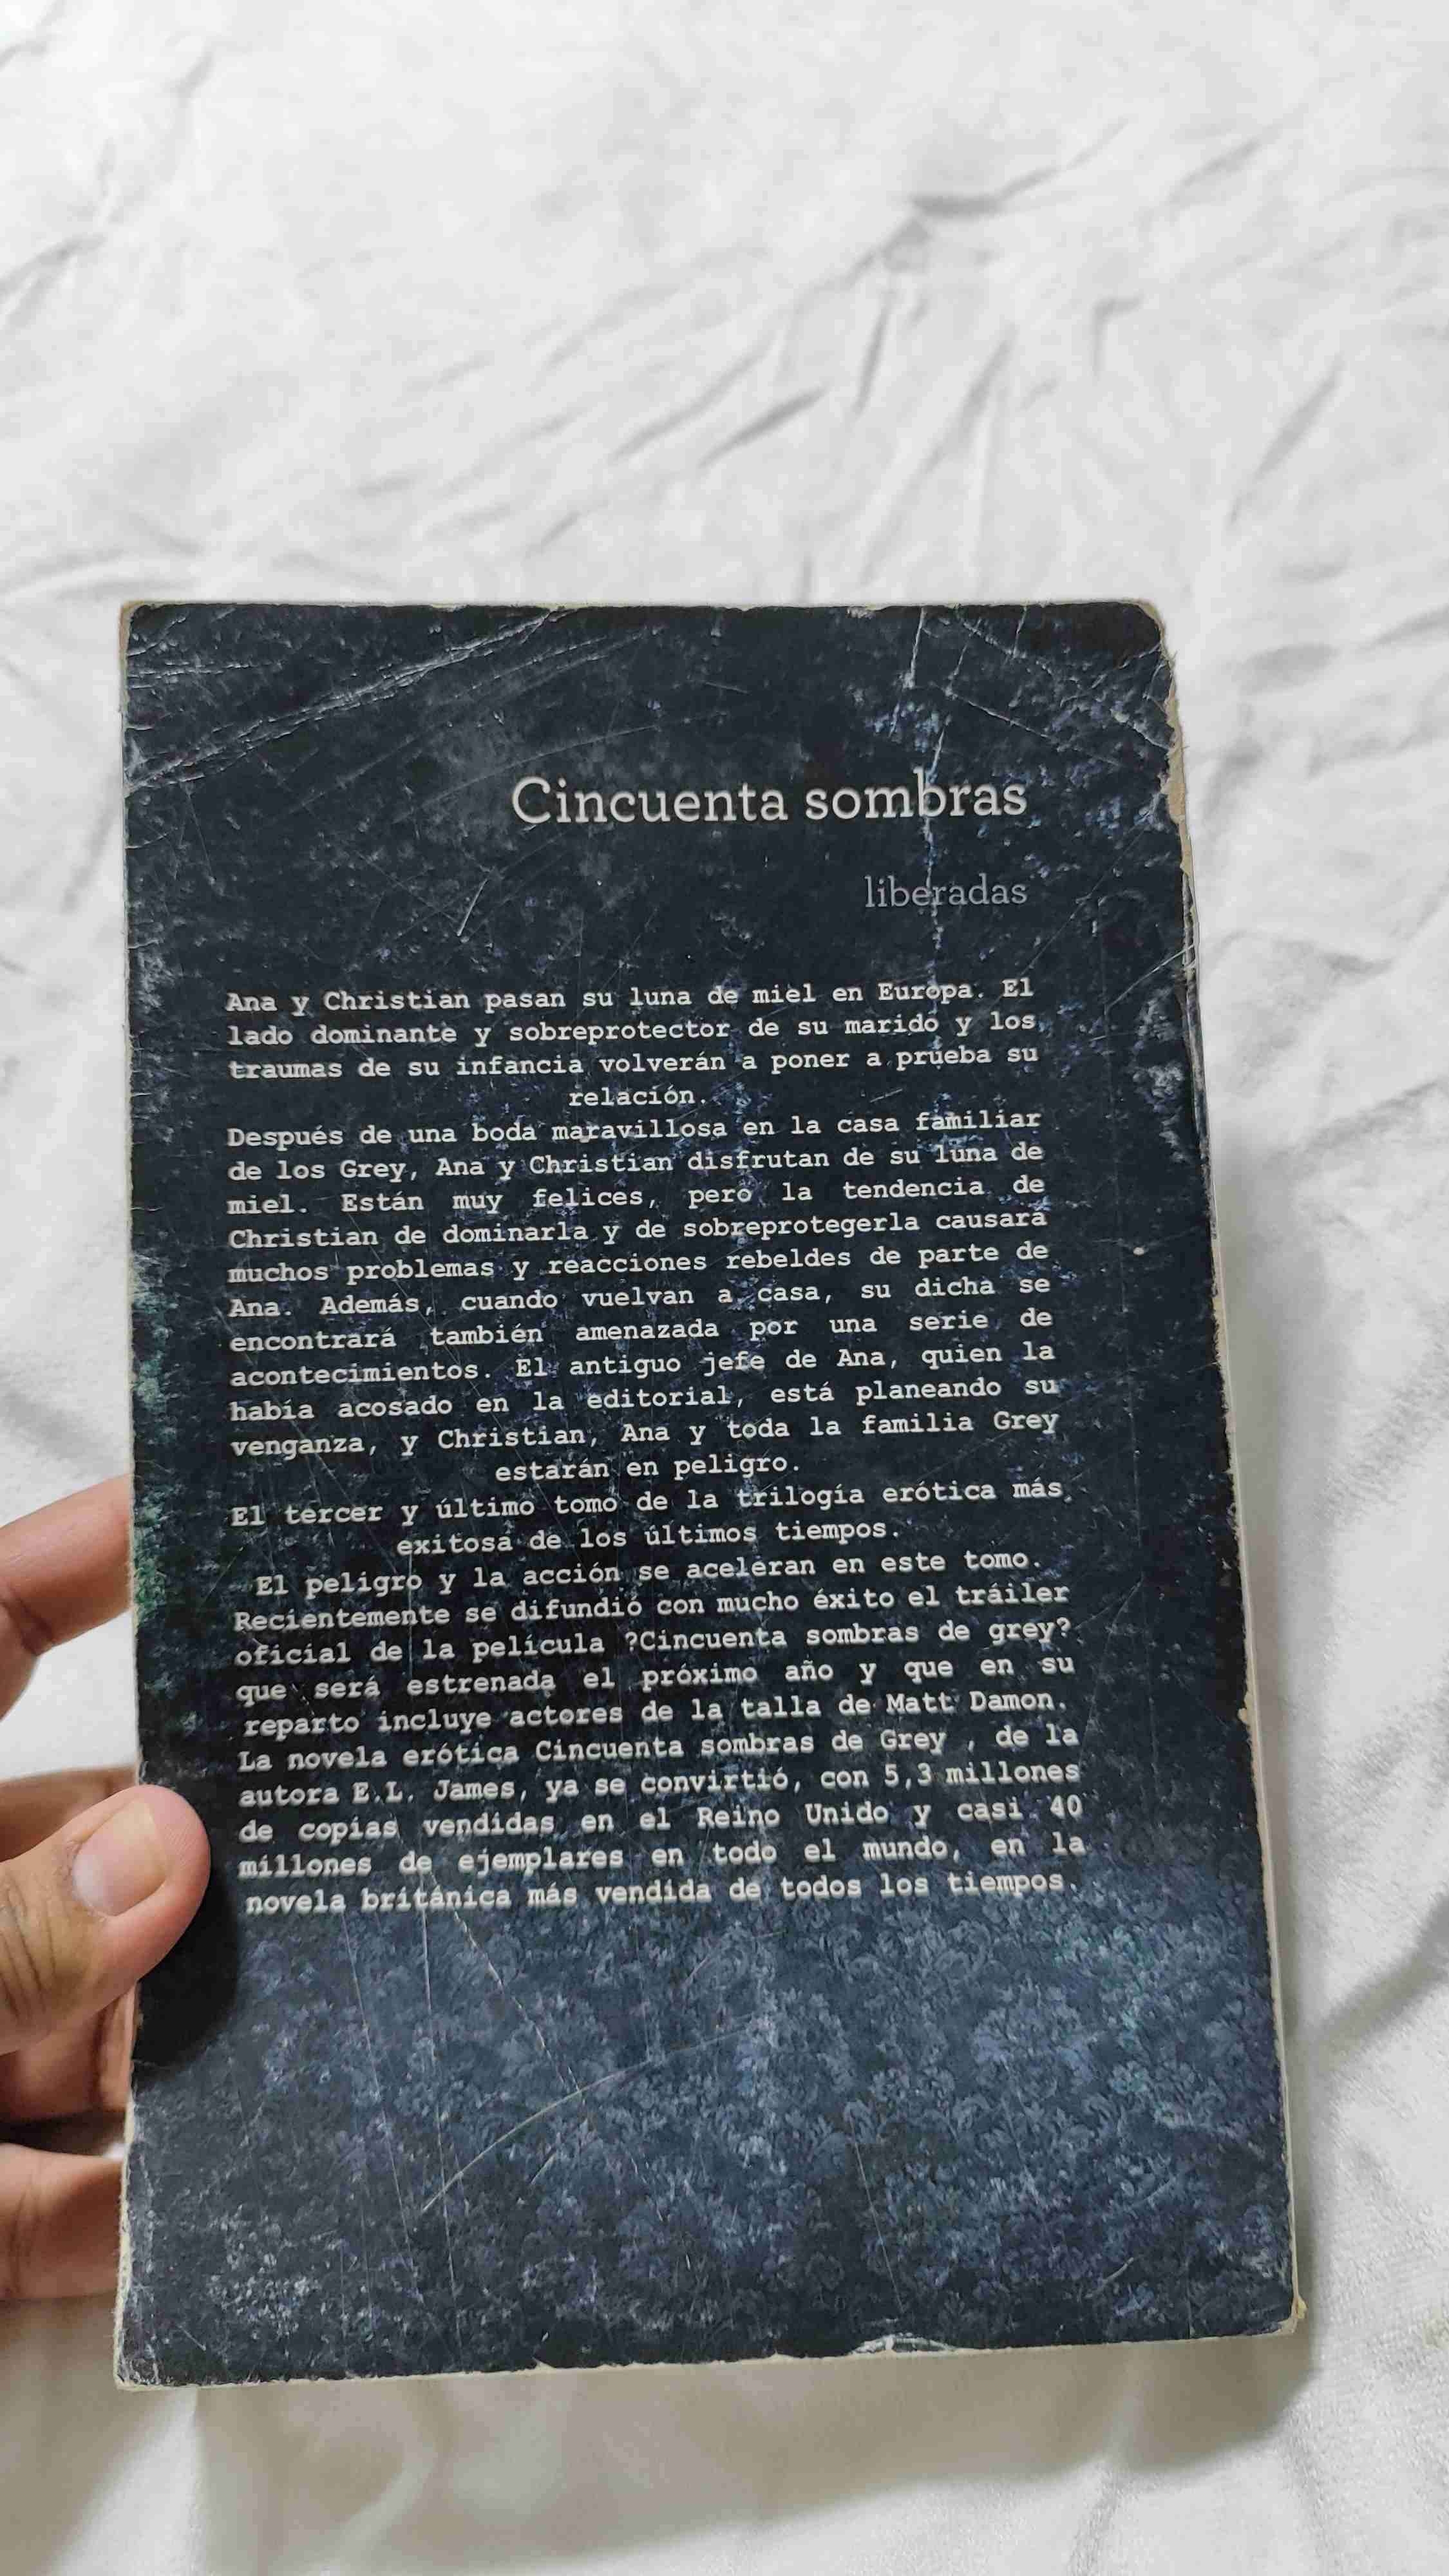 Cincuenta sombras
liberadas
Ana y Christian pasan su luna de miel en Europa. El
lado dominante y sobreprotector de su marido y los
traumas de su infancia volverán a poner a prueba su
relación.
Después de una boda maravillosa en la casa familiar
de los Grey, Ana y Christian disfrutan de su luna de
miel. Están muy felices, pero la tendencia de
Christian de dominarla y de sobreprotegerla causará
muchos problemas y reacciones rebeldes de parte de
Ana. Además, cuando vuelvan a casa, su dicha se
encontrará también amenazada por una serie de
acontecimientos. El antiguo jefe de Ana, quien la
había acosado en la editorial, está planeando su
venganza, y Christian, Ana y toda la familia Grey
estarán en peligro.
El tercer y último tomo de la trilogía erótica más
exitosa de los últimos tiempos.
El peligro y la acción se aceleran en este tomo.
Recientemente se difundió con mucho éxito el tráiler
oficial de la película ?Cincuenta sombras de grey?
que será estrenada el próximo año y que en su
reparto incluye actores de la talla de Matt Damon.
La novela erótica Cincuenta sombras de Grey , de la
autora E.L. James, ya se convirtió, con 5,3 millones
de copias vendidas en el Reino Unido y casi 40
millones de ejemplares en todo el mundo, en la
novela británica más vendida de todos los tiempos.